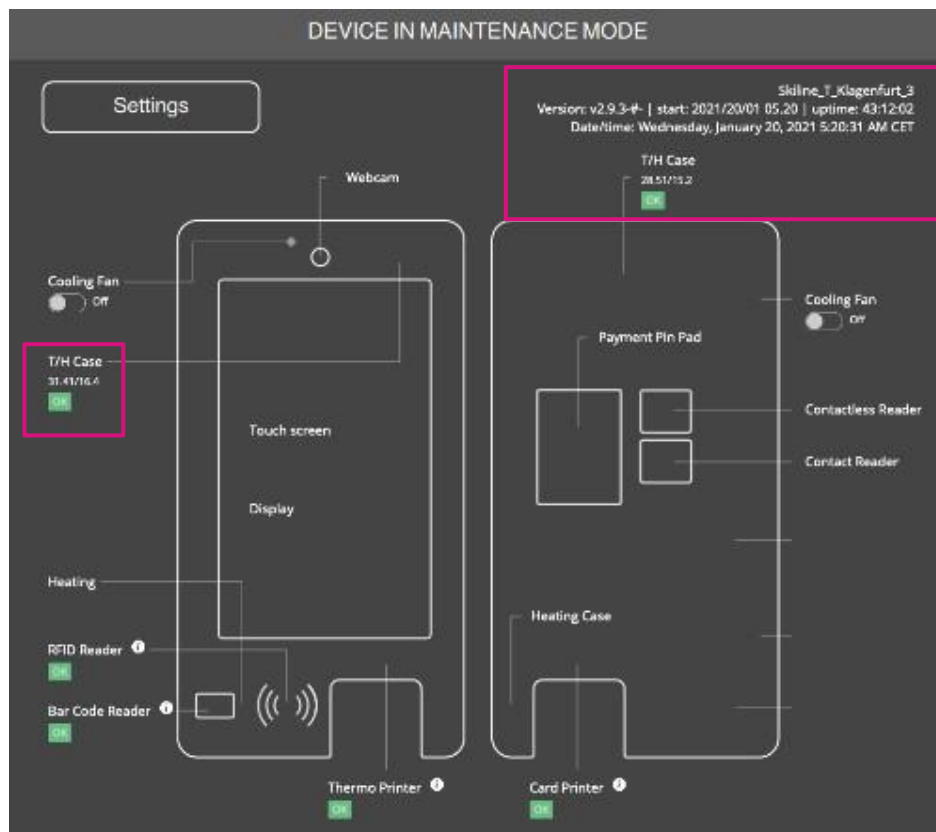 DEVICE IN MAINTENANCE MODE
Settings
Skiline_T_Klagenfurt_3
Version: v2.9.3-#- | start: 2021/20/01 05.20 | uptime: 43:12:02
Date/time: Wednesday, January 20, 2021 5:20:31 AM CET
T/H Case
28.51/15.2
OK
Webcam
Cooling Fan
Off
Cooling Fan
Off
Payment Pin Pad
T/H Case
31.41/16.4
OK
Contactless Reader
Touch screen
Contact Reader
Display
Heating
Heating Case
RFID Reader
OK
Bar Code Reader
OK
Thermo Printer
OK
Card Printer
OK